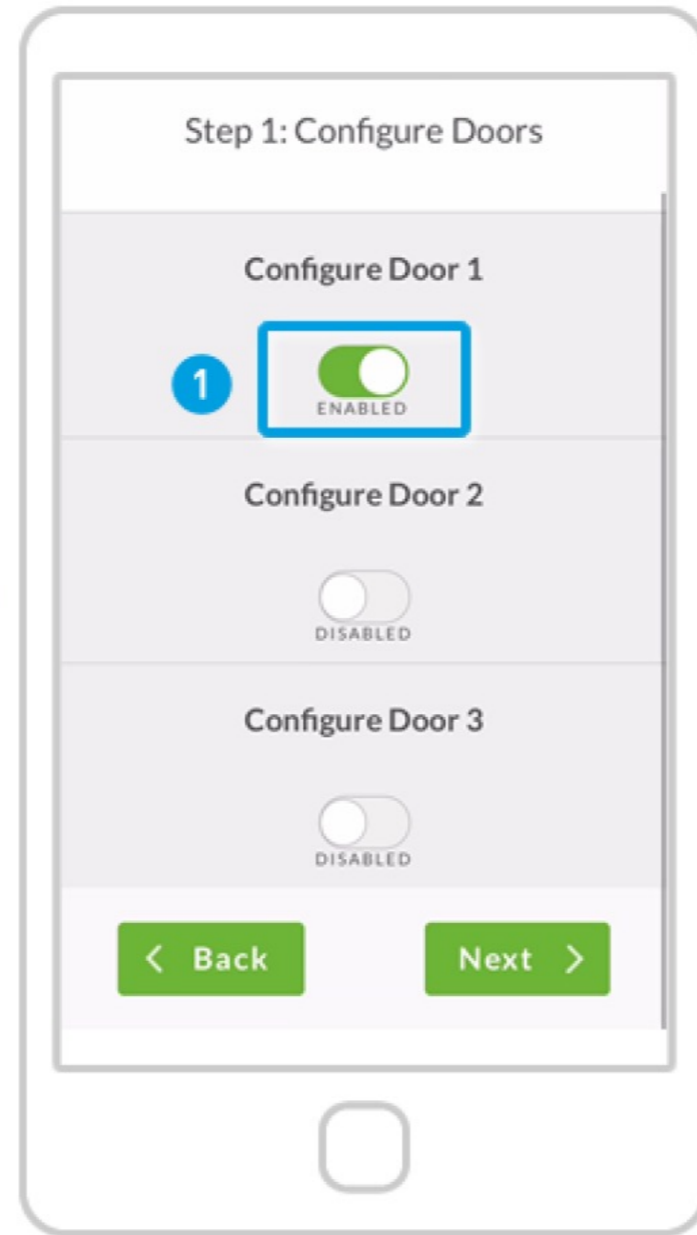 Step 1: Configure Doors
Configure Door 1
1
ENABLED
Configure Door 2
DISABLED
Configure Door 3
DISABLED
Back
Next